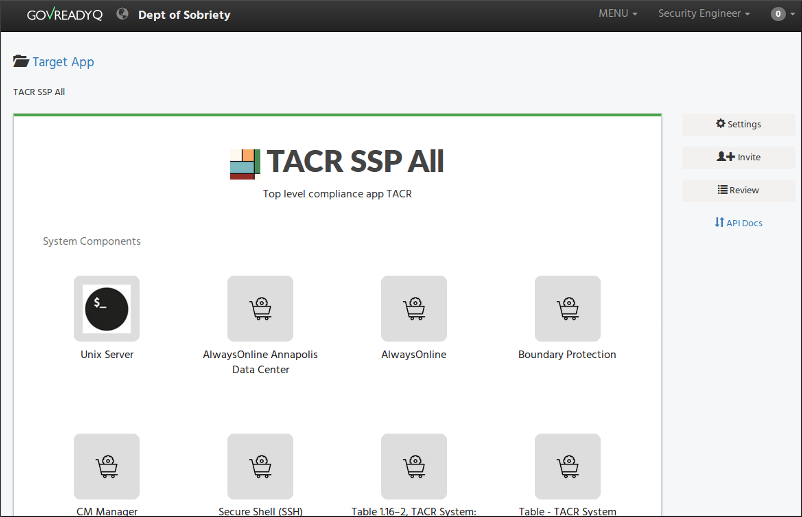 GOVREADYQ Dept of Sobriety MENU Security Engineer 0
Target App
TACR SSP All
TACR SSP All
Top level compliance app TACR
Settings
Invite
Review
API Docs
System Components
$_
Unix Server
AlwaysOnline Annapolis
Data Center
AlwaysOnline
Boundary Protection
CM Manager
Secure Shell (SSH)
Table 1.16–2, TACR System:
Table - TACR System